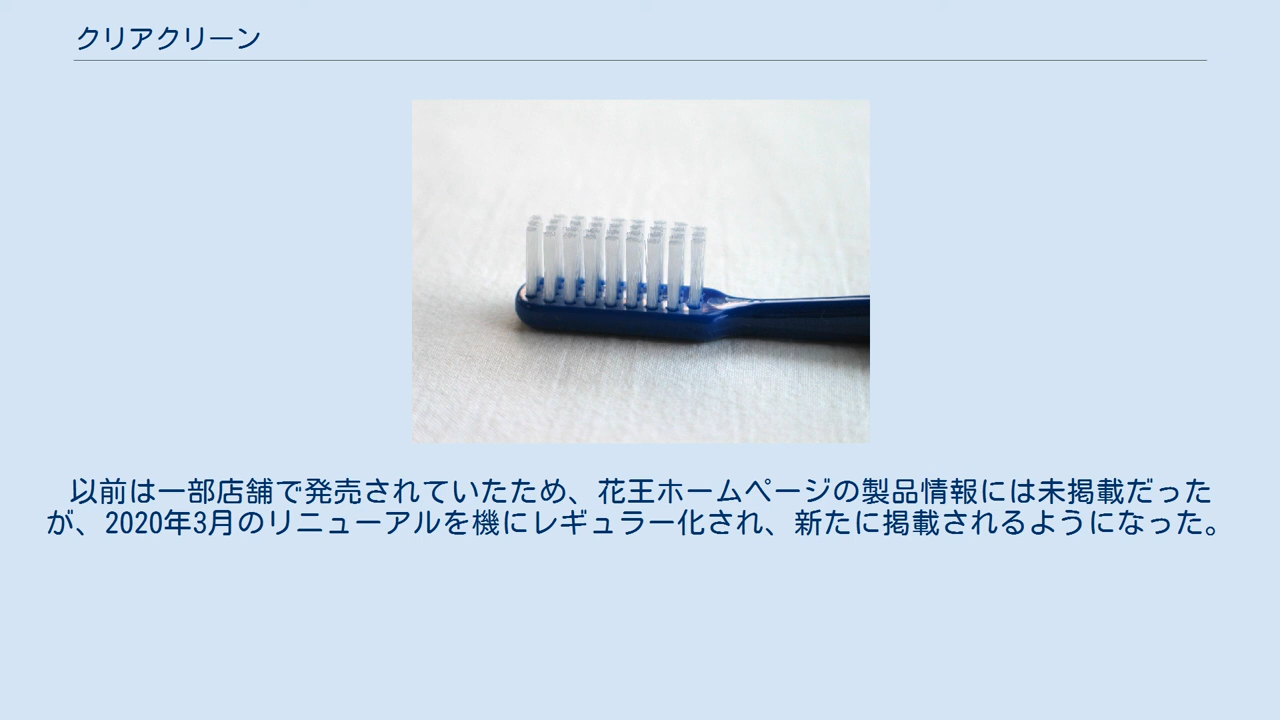 クリアクリーン
以前は一部店舗で発売されていたため、花王ホームページの製品情報には未掲載だった
が、2020年3月のリニューアルを機にレギュラー化され、新たに掲載されるようになった。